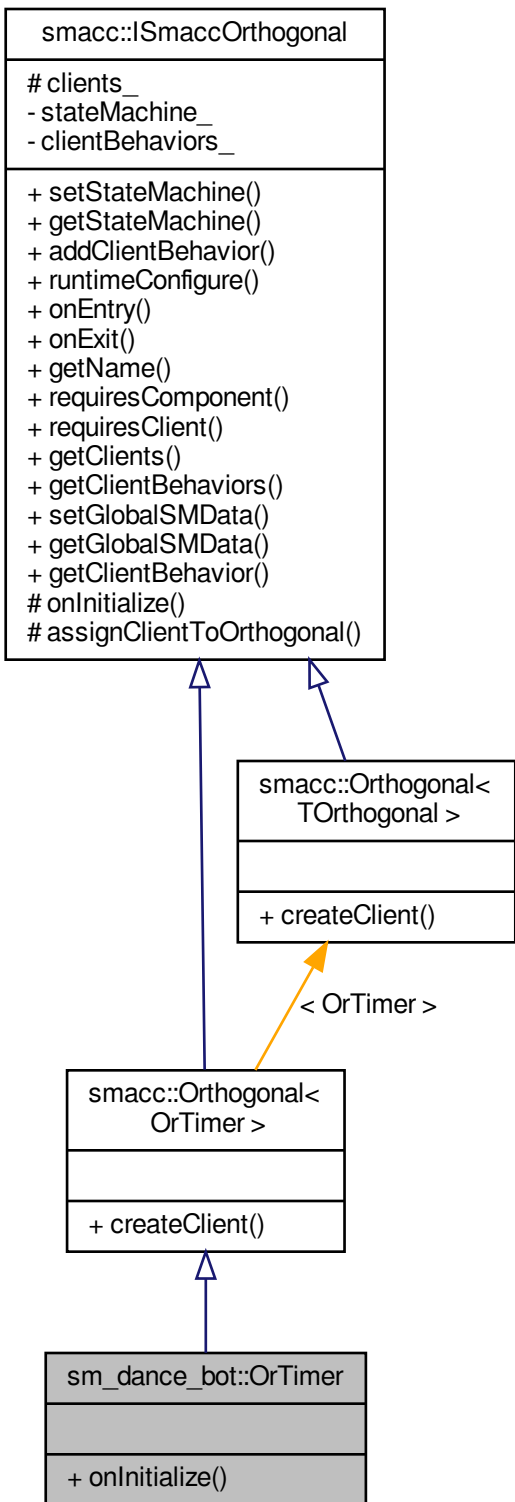 smacc::ISmaccOrthogonal
# clients_
- stateMachine_
- clientBehaviors_
+ setStateMachine()
+ getStateMachine()
+ addClientBehavior()
+ runtimeConfigure()
+ onEntry()
+ onExit()
+ getName()
+ requiresComponent()
+ requiresClient()
+ getClients()
+ getClientBehaviors()
+ setGlobalSMData()
+ getGlobalSMData()
+ getClientBehavior()
# onInitialize()
# assignClientToOrthogonal()
smacc::Orthogonal<
TOrthogonal >
+ createClient()
< OrTimer >
smacc::Orthogonal<
OrTimer >
+ createClient()
sm_dance_bot::OrTimer
+ onInitialize()